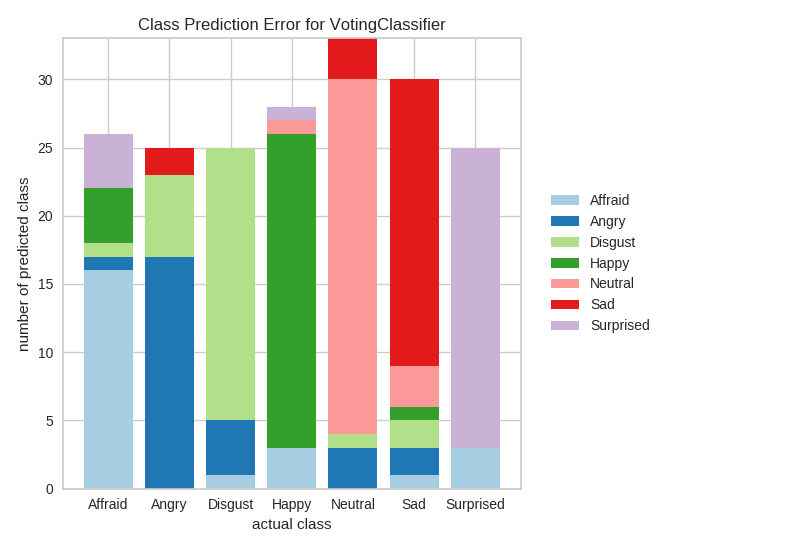 Class Prediction Error for VotingClassifier
number of predicted class
30
25
20
15
10
5
0
Affraid Angry Disgust Happy Neutral Sad Surprised
actual class
Affraid
Angry
Disgust
Happy
Neutral
Sad
Surprised